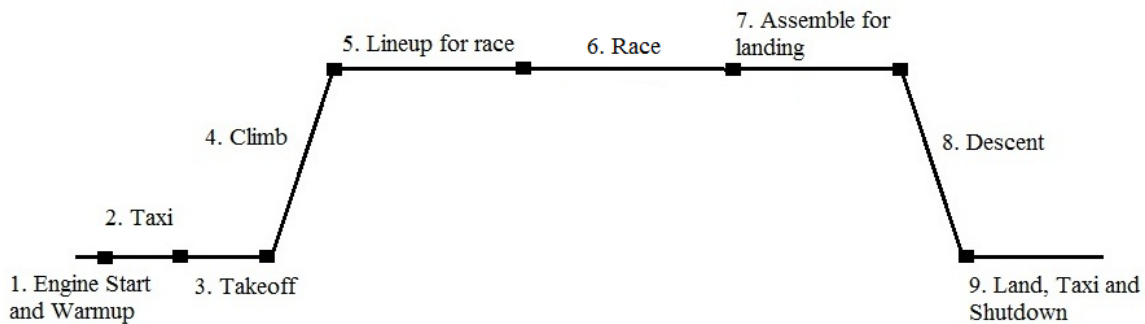 1. Engine Start
and Warmup
2. Taxi
3. Takeoff
4. Climb
5. Lineup for race
6. Race
7. Assemble for
landing
8. Descent
9. Land, Taxi and
Shutdown